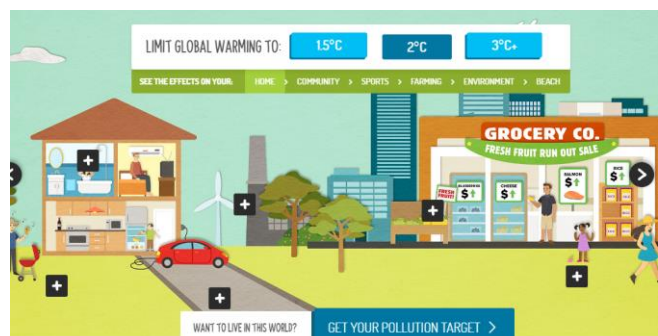 LIMIT GLOBAL WARMING TO: 1.5°C 2°C 3°C+
SEE THE EFFECTS ON YOUR: HOME > COMMUNITY > SPORTS > FARMING > ENVIRONMENT > BEACH
GROCERY CO.
FRESH FRUIT RUN OUT SALE
SALMON
$↑
RICE
$↑
$↑
CHEESE
$↑
FRESH
FRUIT!
WANT TO LIVE IN THIS WORLD? GET YOUR POLLUTION TARGET >